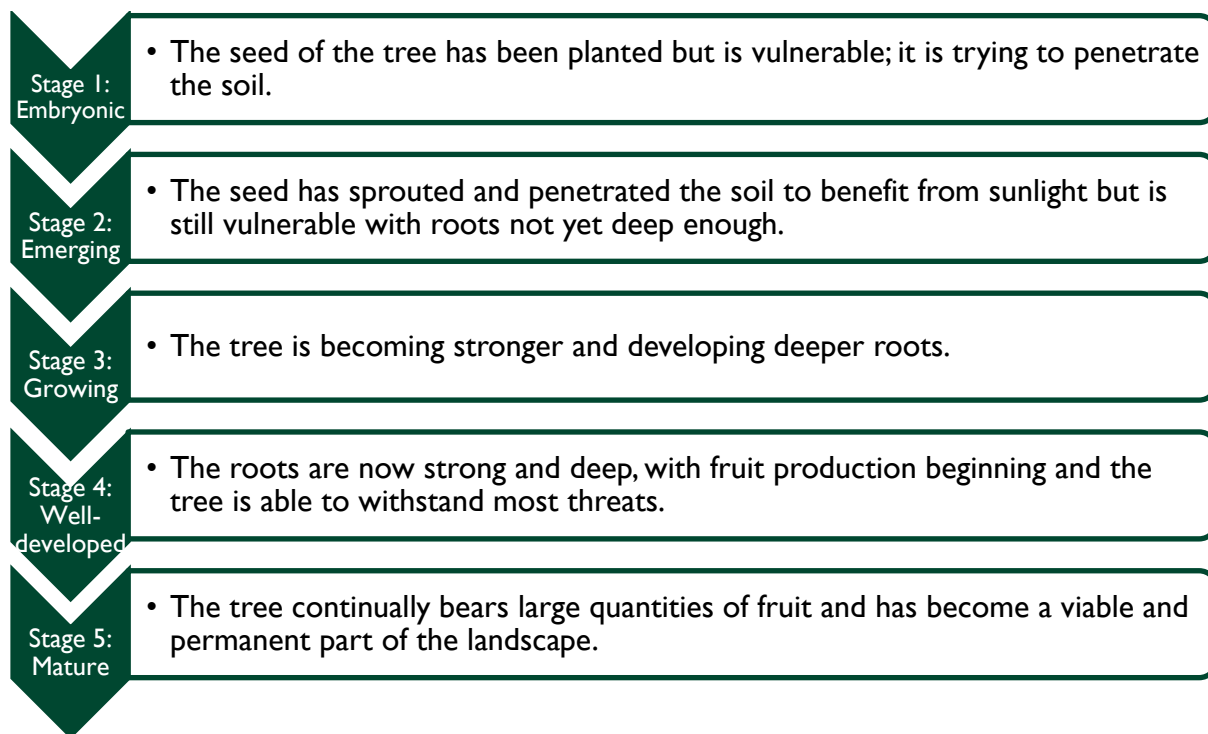 Stage 1:
Embryonic
• The seed of the tree has been planted but is vulnerable; it is trying to penetrate
the soil.
Stage 2:
Emerging
• The seed has sprouted and penetrated the soil to benefit from sunlight but is
still vulnerable with roots not yet deep enough.
Stage 3:
Growing
• The tree is becoming stronger and developing deeper roots.
Stage 4:
Well-
developed
• The roots are now strong and deep, with fruit production beginning and the
tree is able to withstand most threats.
Stage 5:
Mature
• The tree continually bears large quantities of fruit and has become a viable and
permanent part of the landscape.